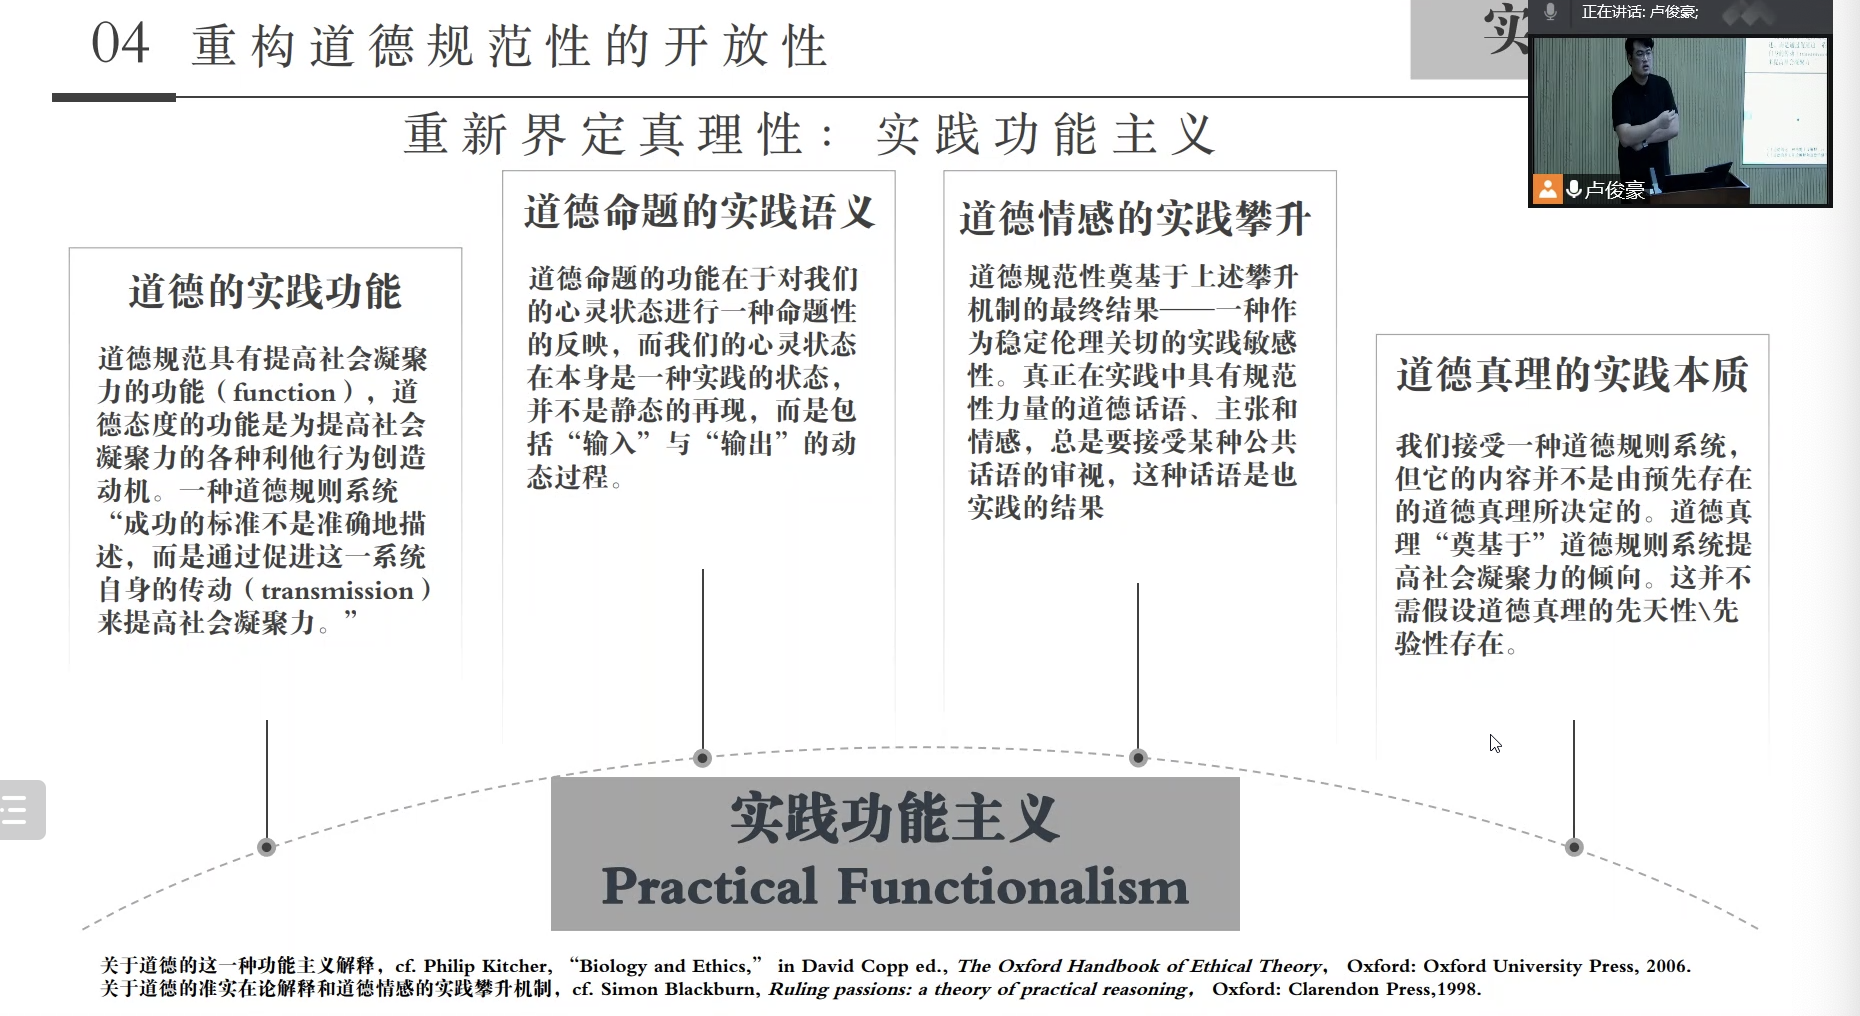 04 重构道德规范性的开放性
实
正在讲话: 卢俊豪;
卢俊豪
重新界定真理性：实践功能主义
道德的实践功能
道德规范具有提高社会凝聚
力的功能（function），道
德态度的功能是为提高社会
凝聚力的各种利他行为创造
动机。一种道德规则系统
“成功的标准不是准确地描
述，而是通过促进这一系统
自身的传动（transmission）
来提高社会凝聚力。”
道德命题的实践语义
道德命题的功能在于对我们
的心灵状态进行一种命题性
的反映，而我们的心灵状态
在本身是一种实践的状态，
并不是静态的再现，而是包
括“输入”与“输出”的动
态过程。
道德情感的实践攀升
道德规范性奠基于上述攀升
机制的最终结果——一种作
为稳定伦理关切的实践敏感
性。真正在实践中具有规范
性力量的道德话语、主张和
情感，总是要接受某种公共
话语的审视，这种话语是也
实践的结果
道德真理的实践本质
我们接受一种道德规则系统，
但它的内容并不是由预先存在
的道德真理所决定的。道德真
理“奠基于”道德规则系统提
高社会凝聚力的倾向。这并不
需假设道德真理的先天性\先
验性存在。
实践功能主义
Practical Functionalism
关于道德的这一种功能主义解释，cf. Philip Kitcher, “Biology and Ethics,” in David Copp ed., The Oxford Handbook of Ethical Theory， Oxford: Oxford University Press, 2006.
关于道德的准实在论解释和道德情感的实践攀升机制，cf. Simon Blackburn, Ruling passions: a theory of practical reasoning， Oxford: Clarendon Press,1998.